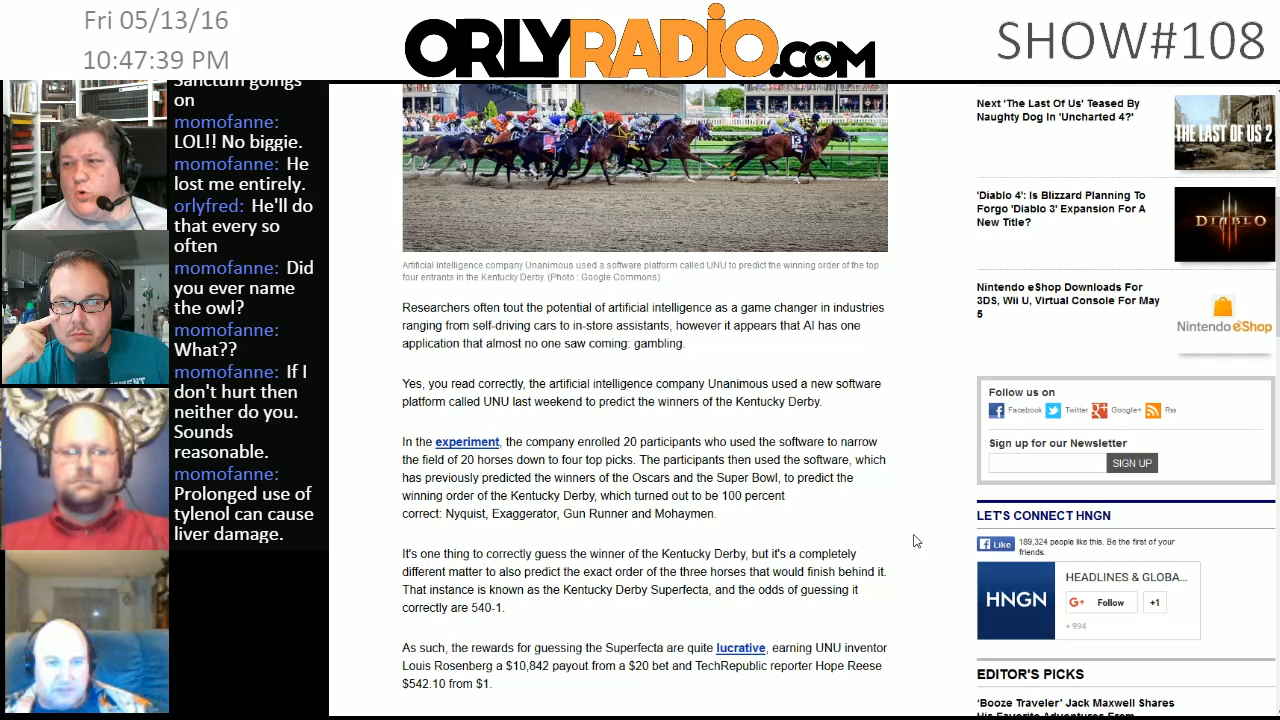 Fri 05/13/16
10:47:39 PM
ORLYRADIO.COM
SHOW#108
Sanctum goings
on
momofanne:
LOL!! No biggie.
momofanne: He
lost me entirely.
orlyfred: He'll do
that every so
often
momofanne: Did
you ever name
the owl?
momofanne:
What??
momofanne: If I
don't hurt then
neither do you.
Sounds
reasonable.
momofanne:
Prolonged use of
tylenol can cause
liver damage.
13
Artificial Intelligence company Unanimous used a software platform called UNU to predict the winning order of the top
four entrants in the Kentucky Derby. (Photo : Google Commons)
Researchers often tout the potential of artificial intelligence as a game changer in industries
ranging from self-driving cars to in-store assistants, however it appears that AI has one
application that almost no one saw coming: gambling.
Yes, you read correctly, the artificial intelligence company Unanimous used a new software
platform called UNU last weekend to predict the winners of the Kentucky Derby.
In the experiment, the company enrolled 20 participants who used the software to narrow
the field of 20 horses down to four top picks. The participants then used the software, which
has previously predicted the winners of the Oscars and the Super Bowl, to predict the
winning order of the Kentucky Derby, which turned out to be 100 percent
correct: Nyquist, Exaggerator, Gun Runner and Mohaymen.
It's one thing to correctly guess the winner of the Kentucky Derby, but it's a completely
different matter to also predict the exact order of the three horses that would finish behind it.
That instance is known as the Kentucky Derby Superfecta, and the odds of guessing it
correctly are 540-1.
As such, the rewards for guessing the Superfecta are quite lucrative, earning UNU inventor
Louis Rosenberg a $10,842 payout from a $20 bet and TechRepublic reporter Hope Reese
$542.10 from $1.
Next 'The Last Of Us' Teased By
Naughty Dog In 'Uncharted 4?'
THE LAST OF US 2
'Diablo 4': Is Blizzard Planning To
Forgo 'Diablo 3' Expansion For A
New Title?
DIABLO
Nintendo eShop Downloads For
3DS, Wii U, Virtual Console For May
5
Nintendo eShop
Follow us on
Facebook Twitter Google+ Rss
Sign up for our Newsletter
SIGN UP
LET'S CONNECT HNGN
Like 189,324 people like this. Be the first of your
friends.
HNGN
HEADLINES & GLOBA...
G+ Follow +1
+ 994
EDITOR'S PICKS
'Booze Traveler' Jack Maxwell Shares
His Favorite Adventures From